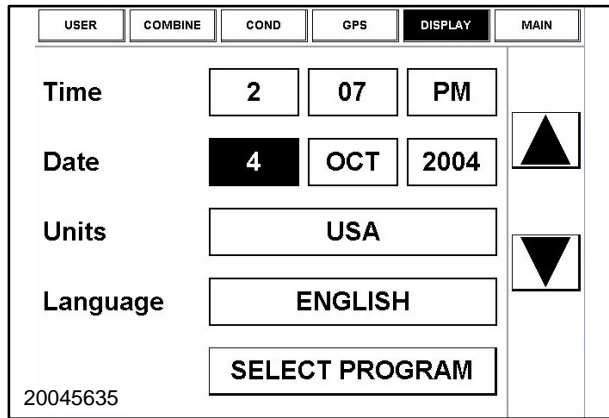 USER COMBINE COND GPS DISPLAY MAIN
Time 2 07 PM
Date 4 OCT 2004
Units USA
Language ENGLISH
SELECT PROGRAM
20045635